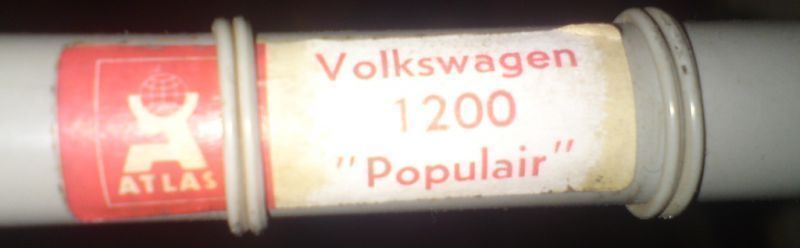 ATLAS
Volkswagen
1200
"Populair"